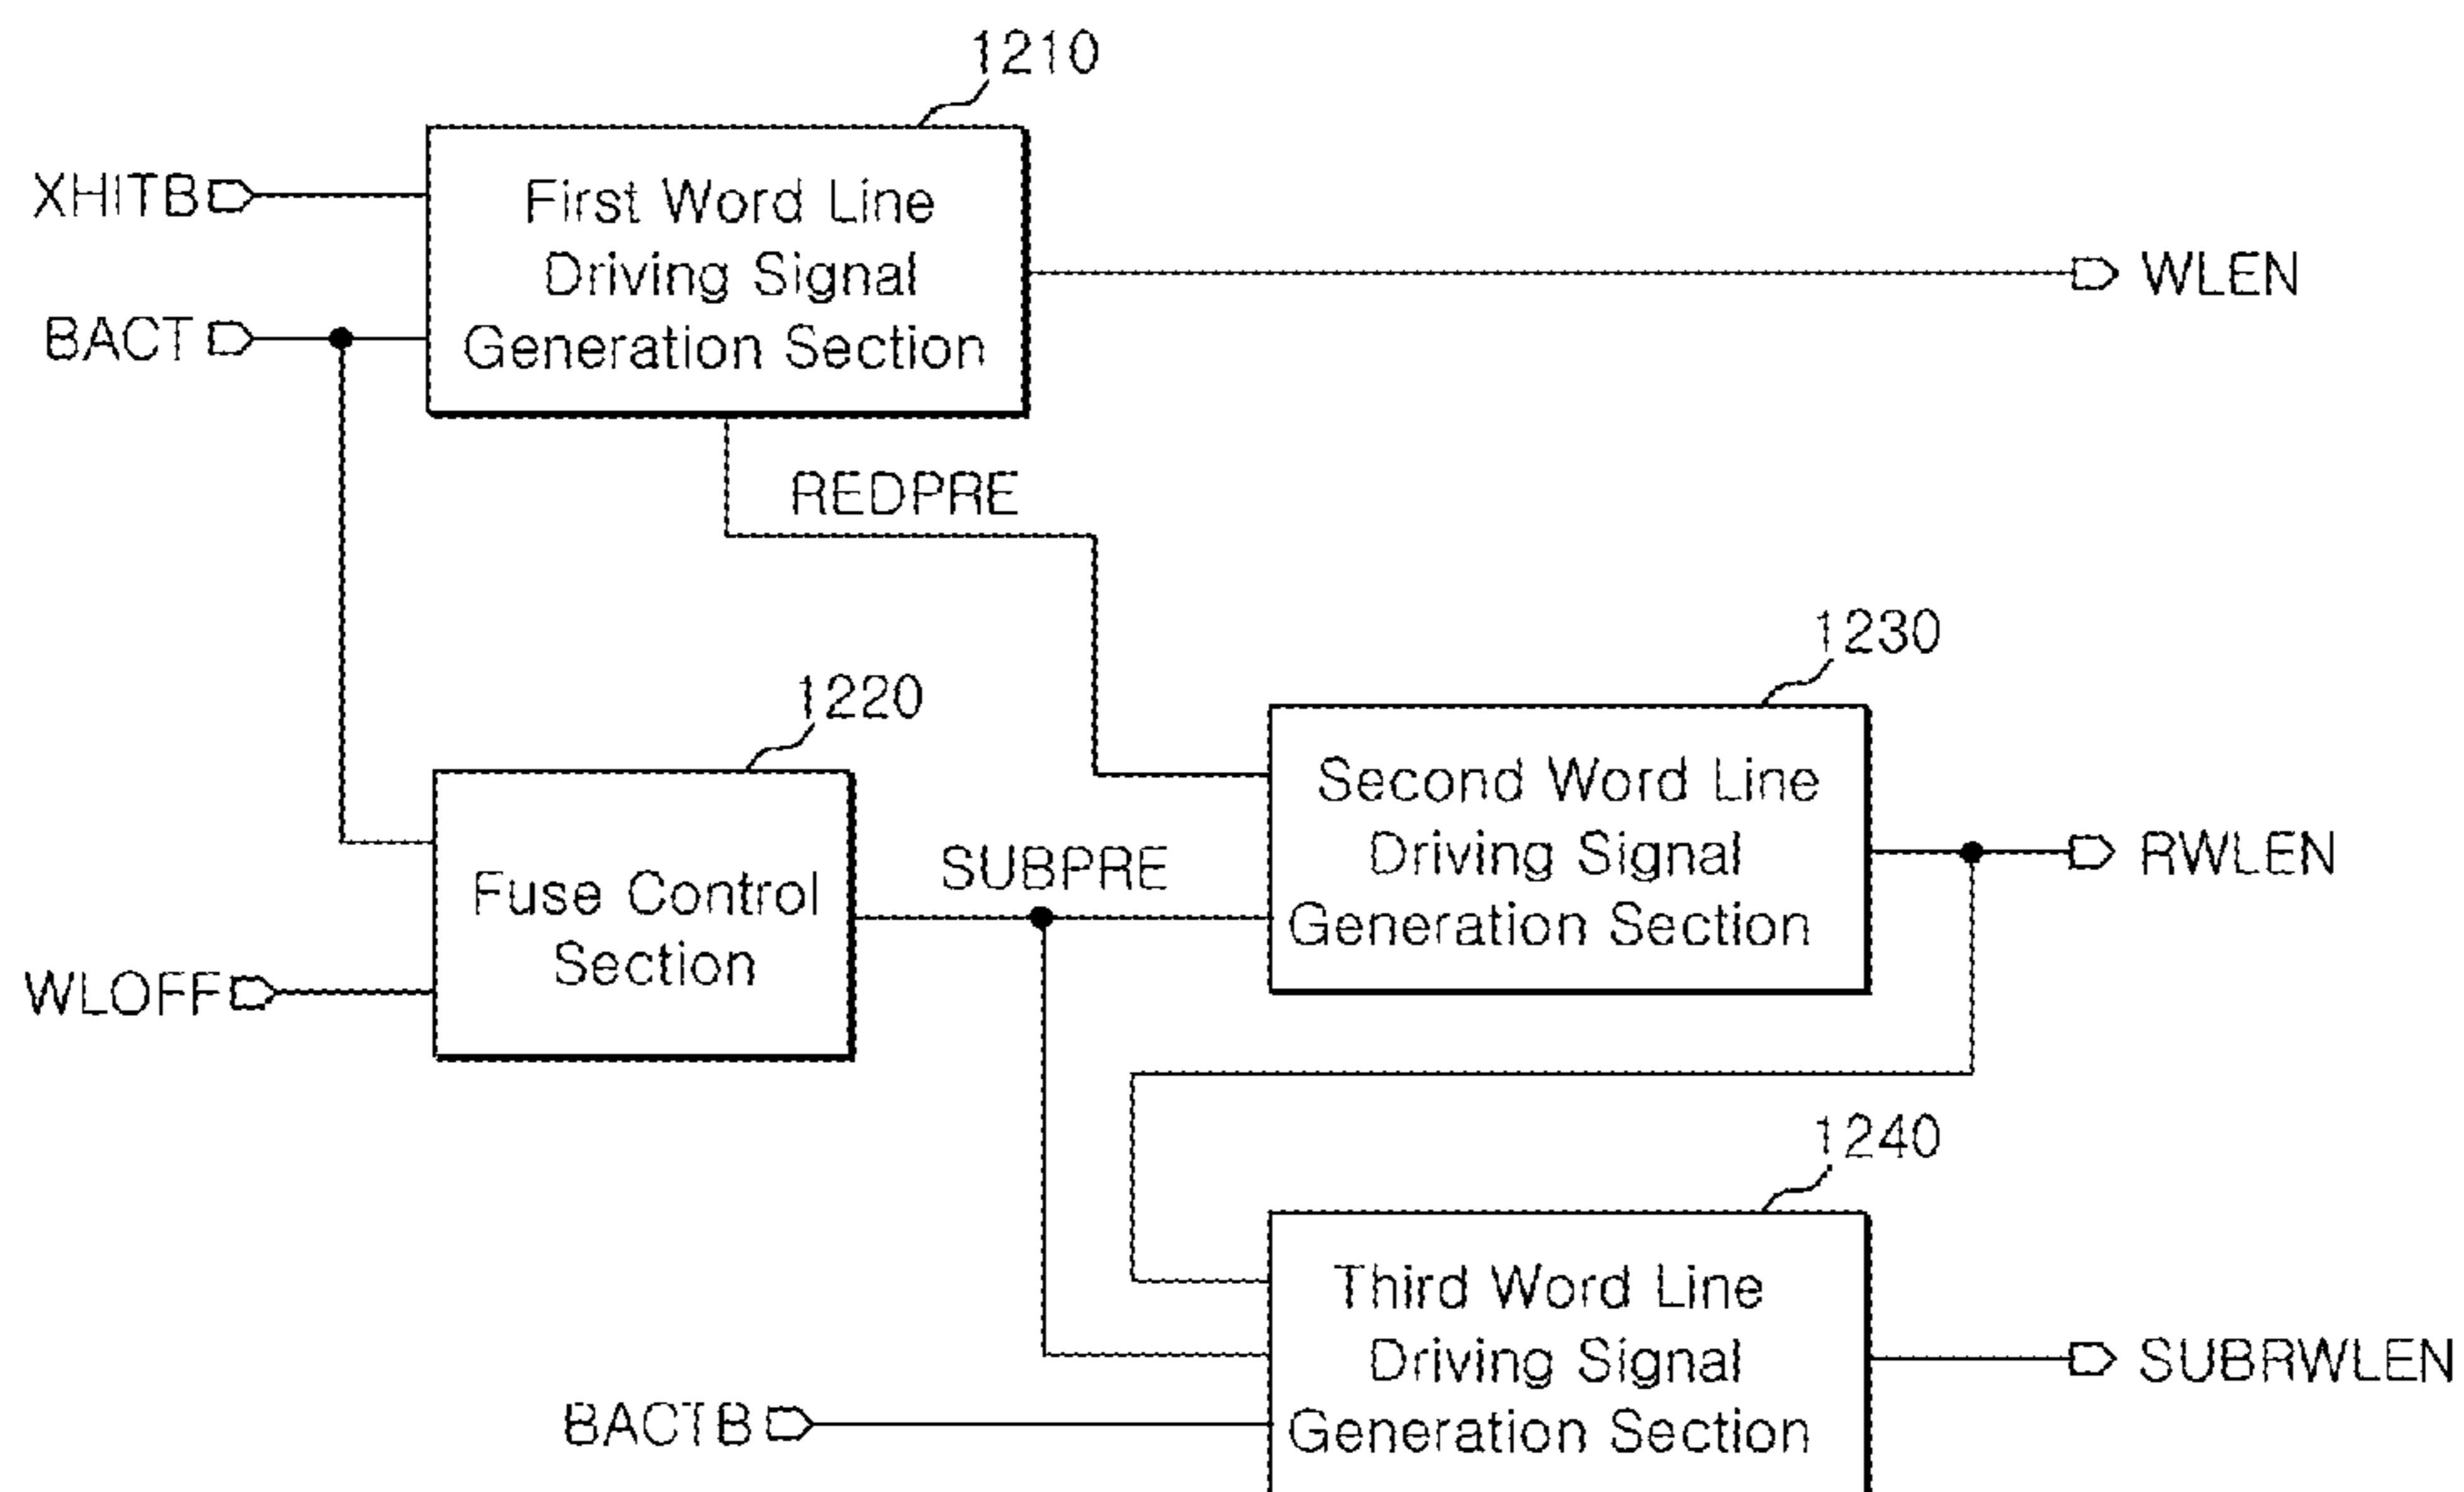 1210
XHITB
First Word Line
Driving Signal
Generation Section
WLEN
BACT
REDPRE
1230
1220
Second Word Line
Driving Signal
Generation Section
RWLEN
SUBPRE
Fuse Control
Section
WLOFF
1240
Third Word Line
Driving Signal
Generation Section
SUBRWLEN
BACTB